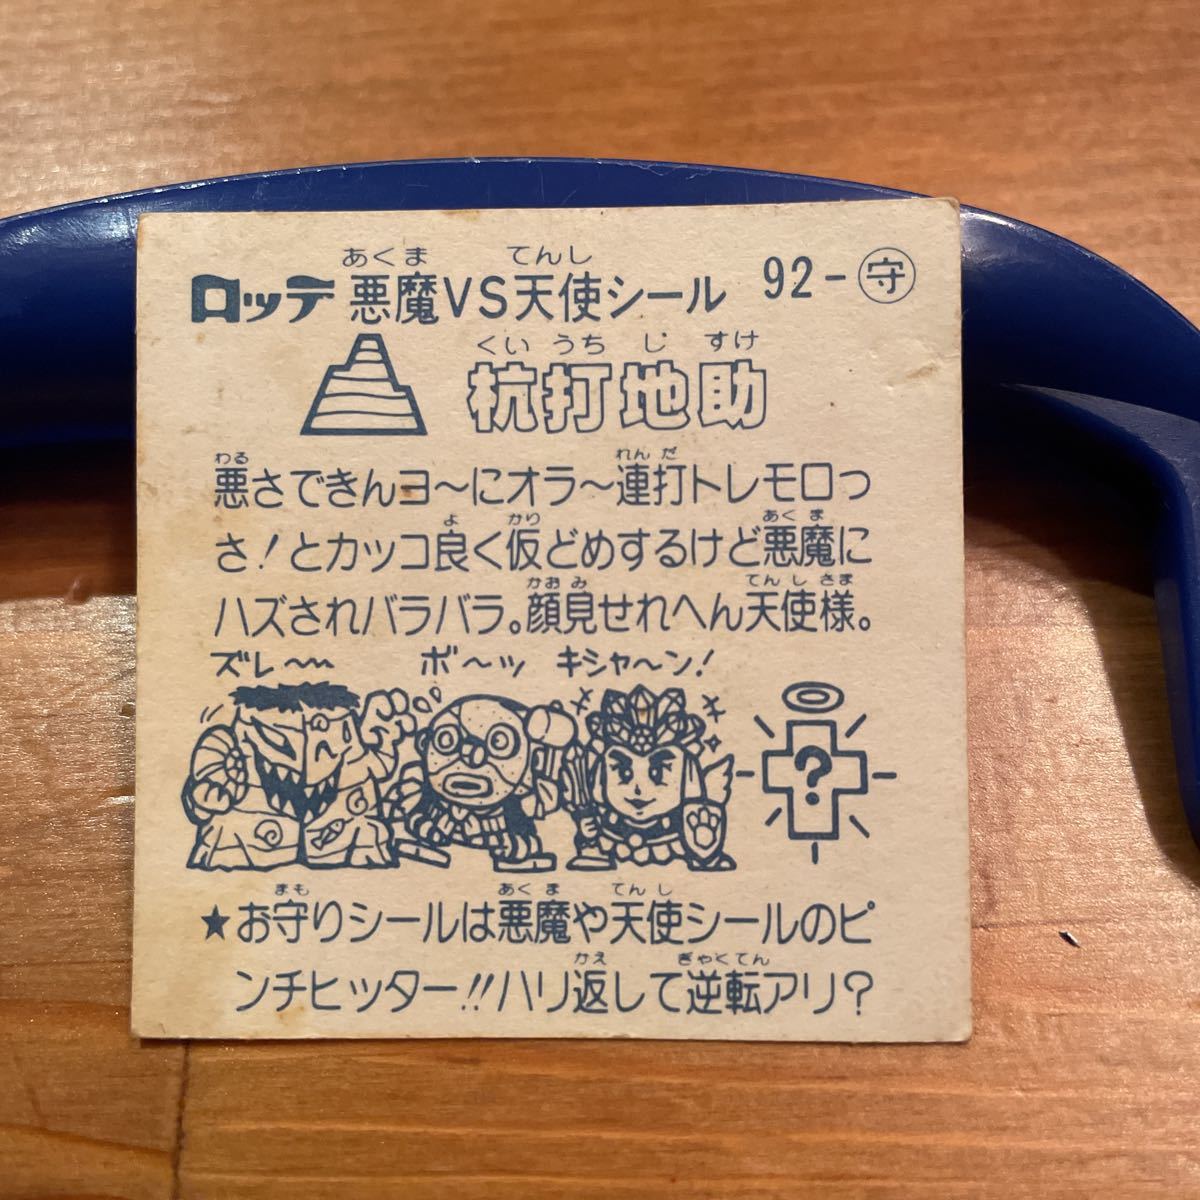 あくま てんし
ロッテ 悪魔VS天使シール 92-守
くい うち じ すけ
杭打地助
わる れん だ
悪さできんヨ〜にオラ〜連打トレモロっ
よ かり あく ま
さ!とカッコ良く仮どめするけど悪魔に
かお み てん し さま
ハズされバラバラ。顔見せれへん天使様。
ズレ〜〜 ボ〜ッ キシャ〜ン!
?
まも あく ま てん し
★お守りシールは悪魔や天使シールのピ
かえ ぎゃくてん
ンチヒッター!!ハリ返して逆転アリ?